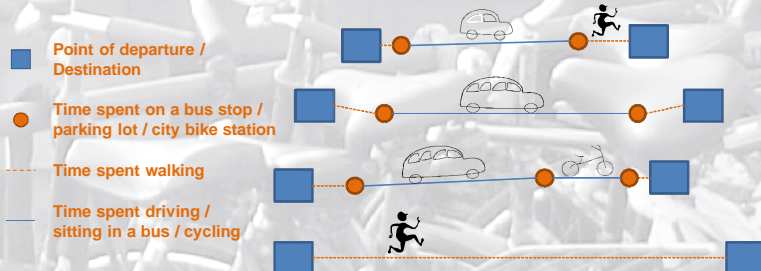 Point of departure /
Destination
Time spent on a bus stop /
parking lot / city bike station
Time spent walking
Time spent driving /
sitting in a bus / cycling